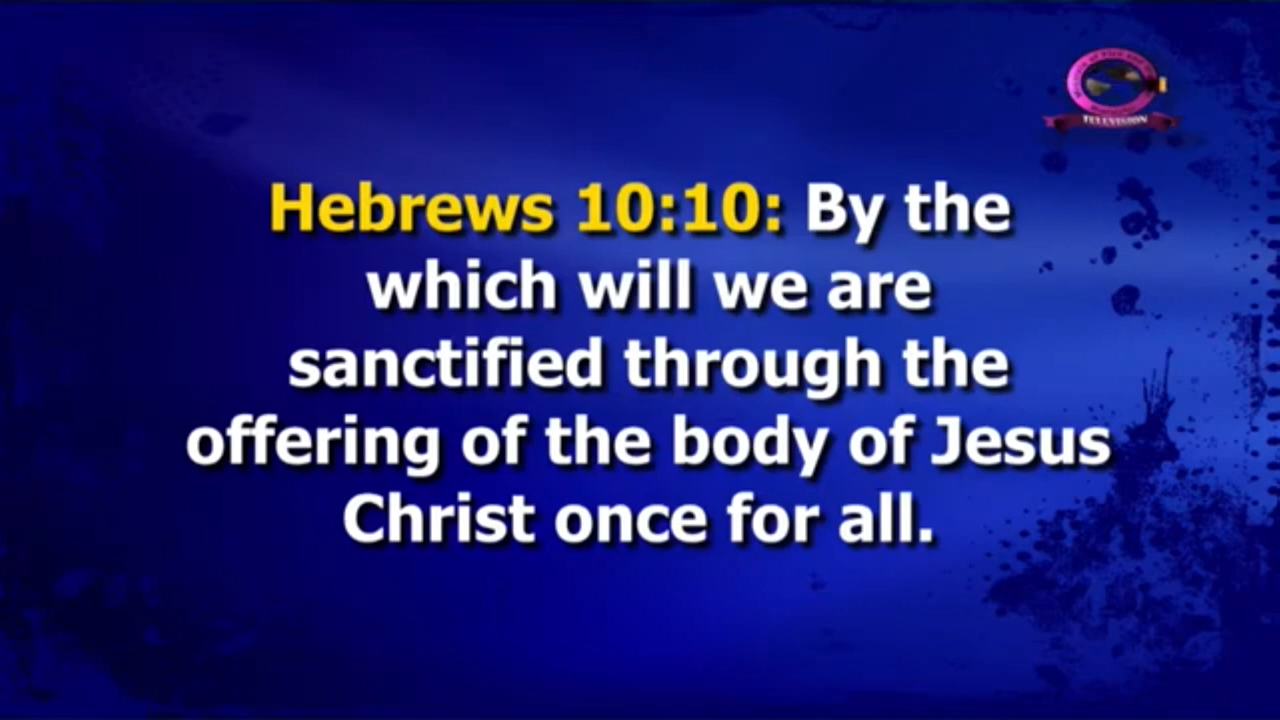 TELEVISION
Hebrews 10:10: By the
which will we are
sanctified through the
offering of the body of Jesus
Christ once for all.